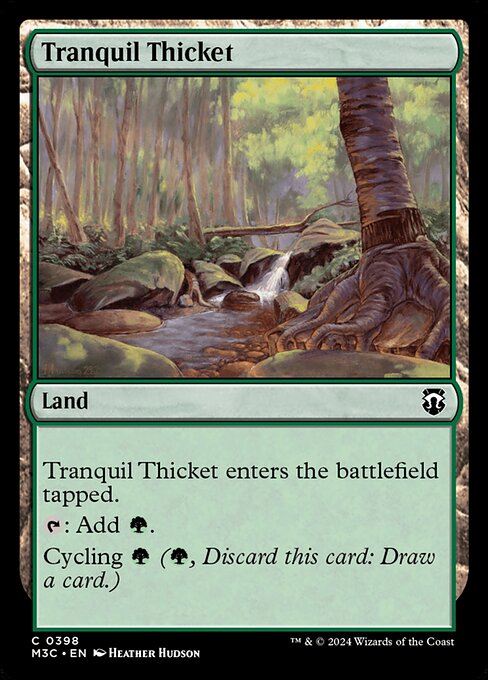 Tranquil Thicket
Land
Tranquil Thicket enters the battlefield
tapped.
: Add .
Cycling (, Discard this card: Draw
a card.)
C 0398
M3C • EN Heather Hudson
™ & © 2024 Wizards of the Coast